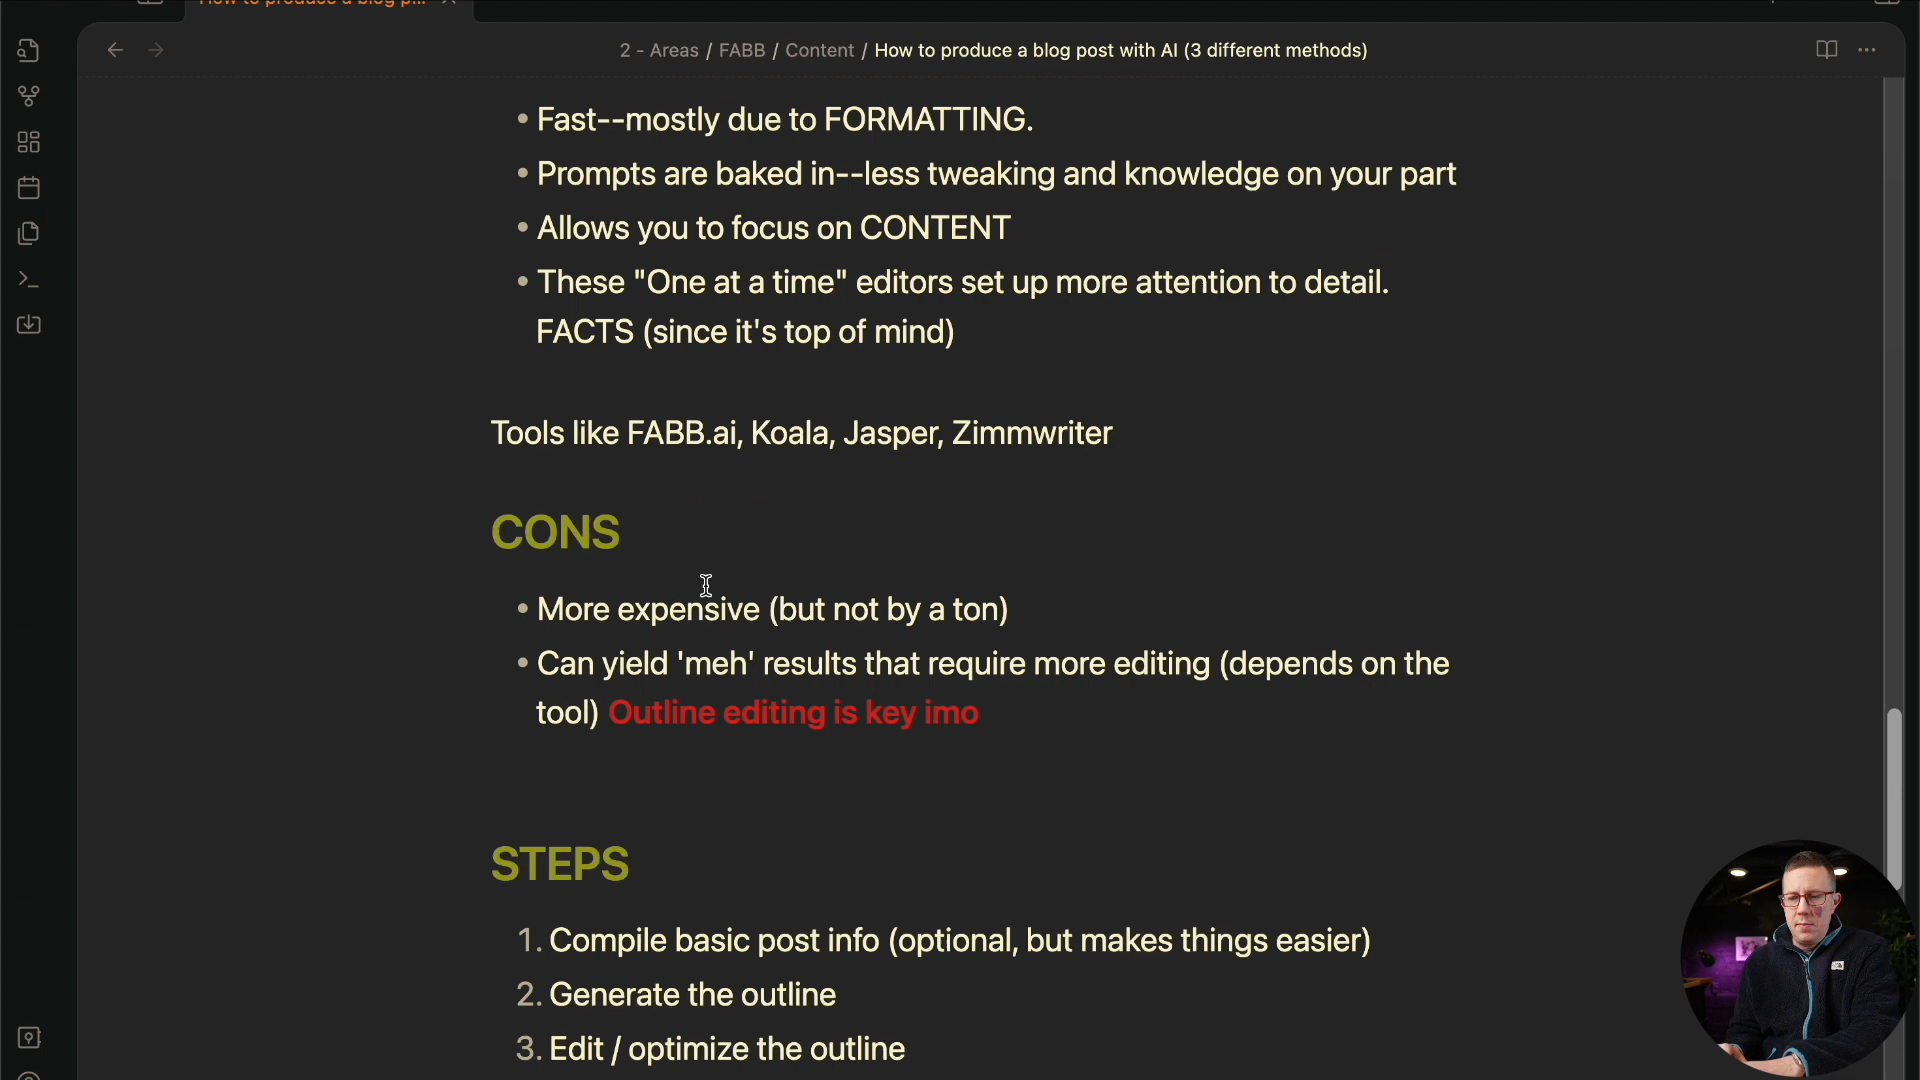 How to produce a blog p...
2 - Areas / FABB / Content / How to produce a blog post with AI (3 different methods)
• Fast--mostly due to FORMATTING.
• Prompts are baked in--less tweaking and knowledge on your part
• Allows you to focus on CONTENT
• These "One at a time" editors set up more attention to detail.
FACTS (since it's top of mind)
Tools like FABB.ai, Koala, Jasper, Zimmwriter
CONS
• More expensive (but not by a ton)
• Can yield 'meh' results that require more editing (depends on the
tool) Outline editing is key imo
STEPS
1. Compile basic post info (optional, but makes things easier)
2. Generate the outline
3. Edit / optimize the outline